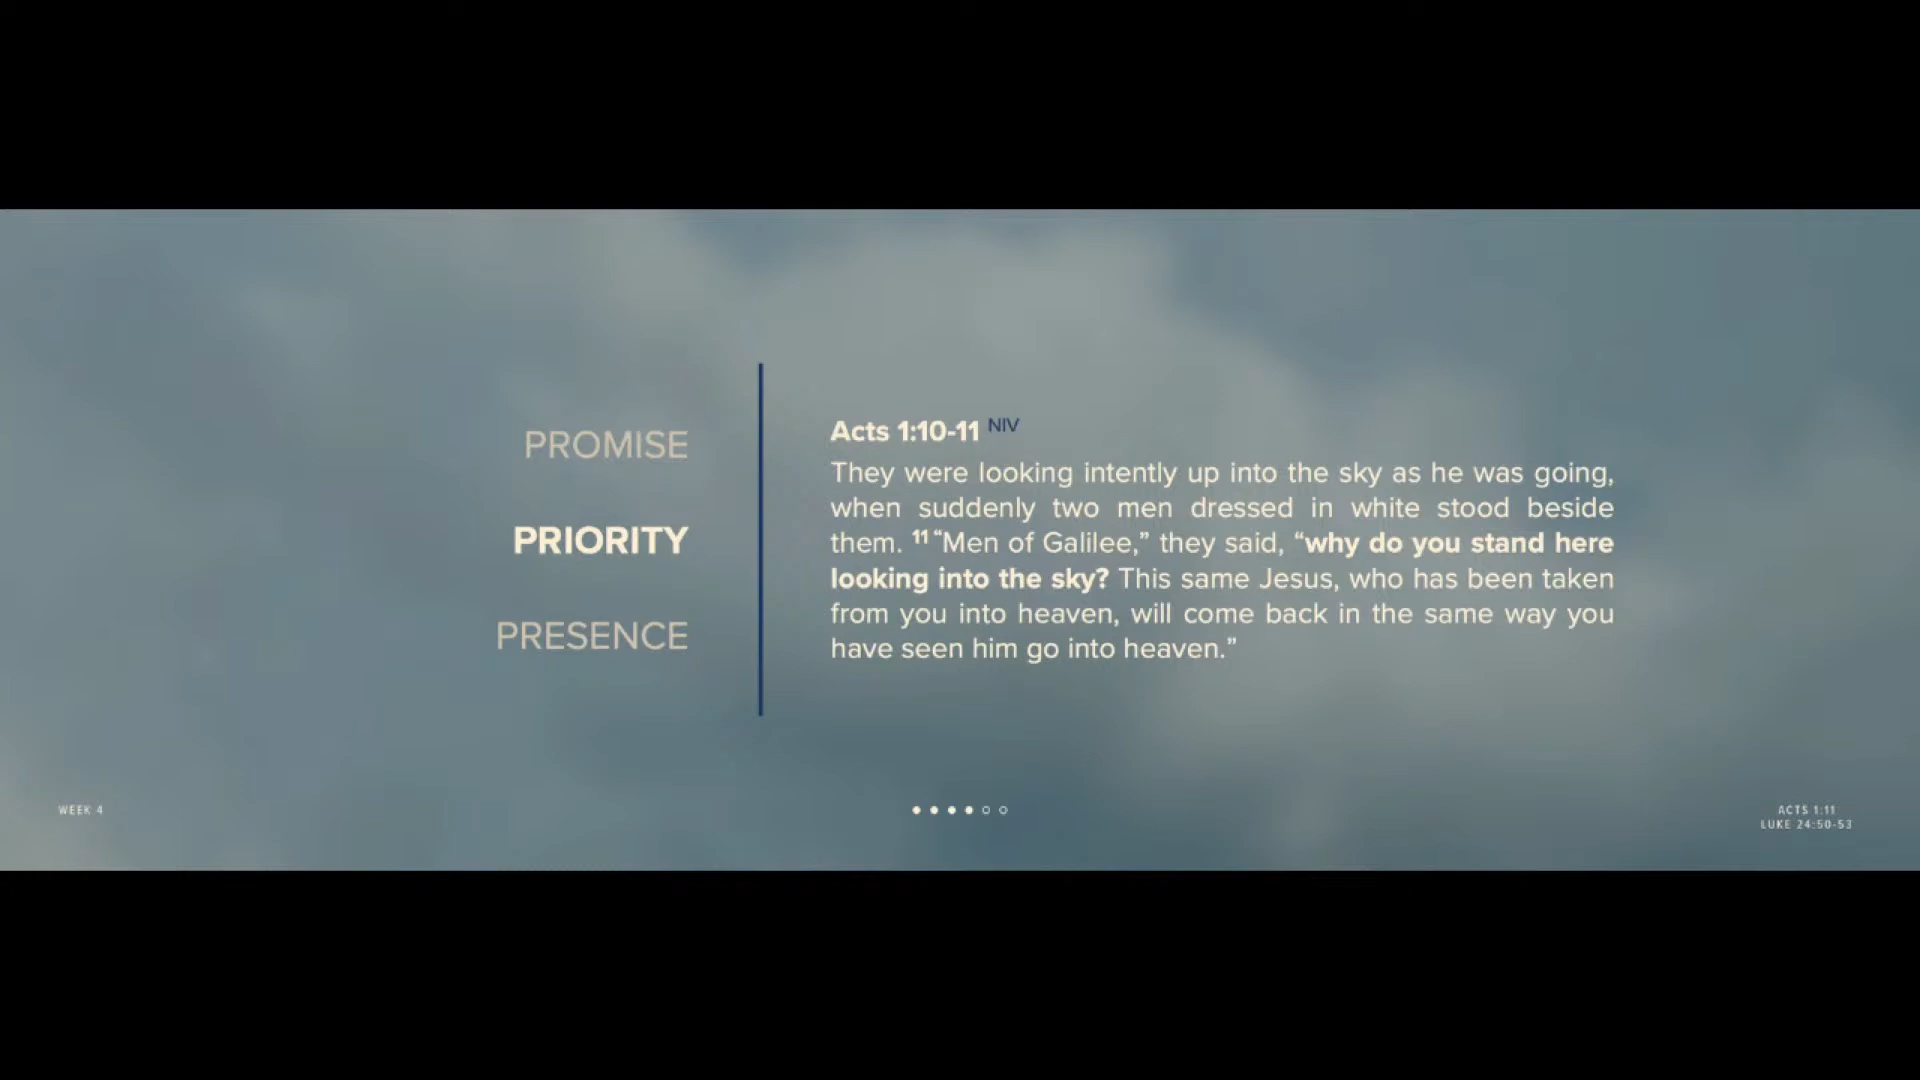 PROMISE
PRIORITY
PRESENCE
Acts 1:10-11 NIV
They were looking intently up into the sky as he was going,
when suddenly two men dressed in white stood beside
them. 11 “Men of Galilee,” they said, “why do you stand here
looking into the sky? This same Jesus, who has been taken
from you into heaven, will come back in the same way you
have seen him go into heaven.”
WEEK 4
ACTS 1:11
LUKE 24:50-53